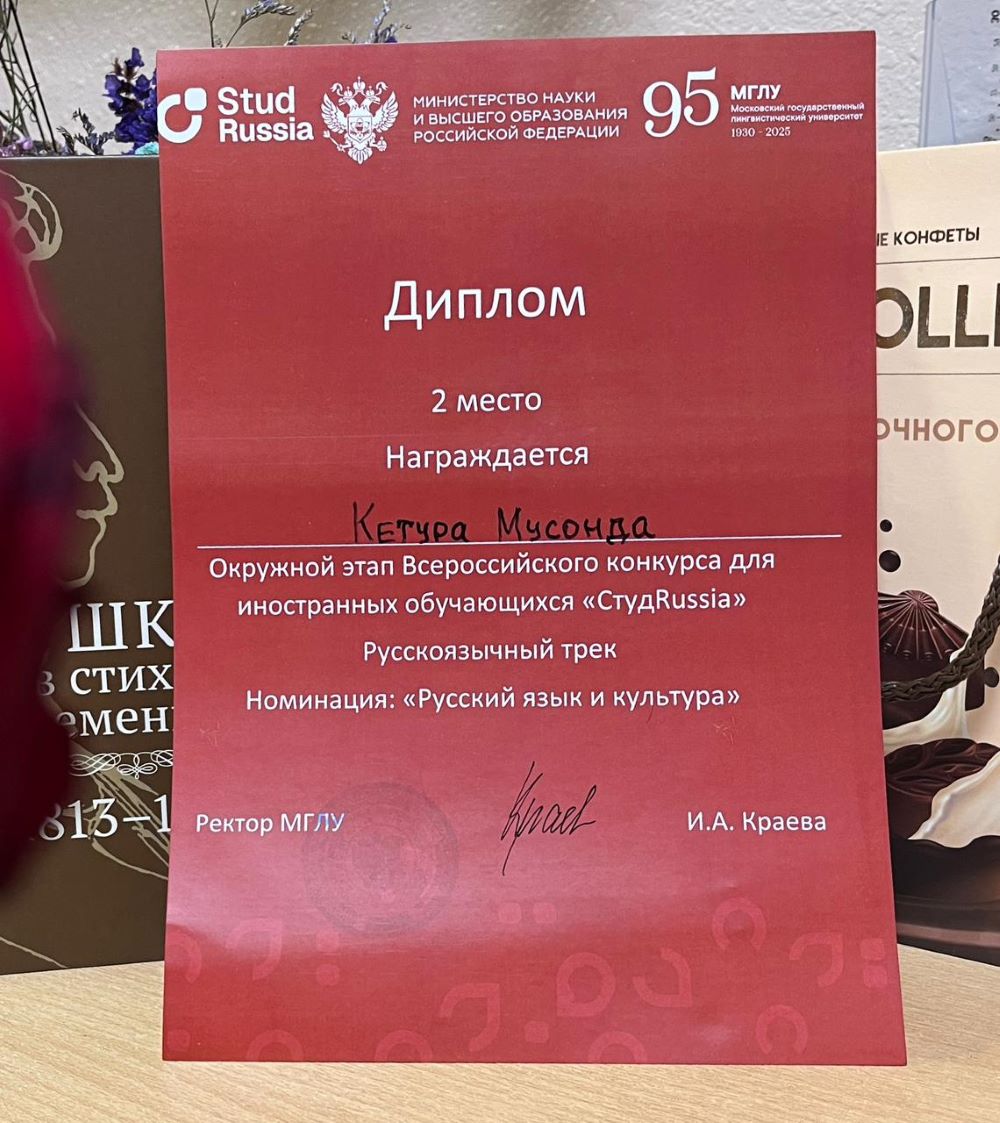 Stud
Russia
МИНИСТЕРСТВО НАУКИ
И ВЫСШЕГО ОБРАЗОВАНИЯ
РОССИЙСКОЙ ФЕДЕРАЦИИ
95
МГЛУ
Московский государственный
лингвистический университет
1930 - 2025
Диплом
2 место
Награждается
Кетура Мусонда
Окружной этап Всероссийского конкурса для
иностранных обучающихся «СтудRussia»
Русскоязычный трек
Номинация: «Русский язык и культура»
Ректор МГЛУ
И.А. Краева
ШК
в стих
емен
813–1
Е КОНФЕТЫ
OLL
ОЧНОГО